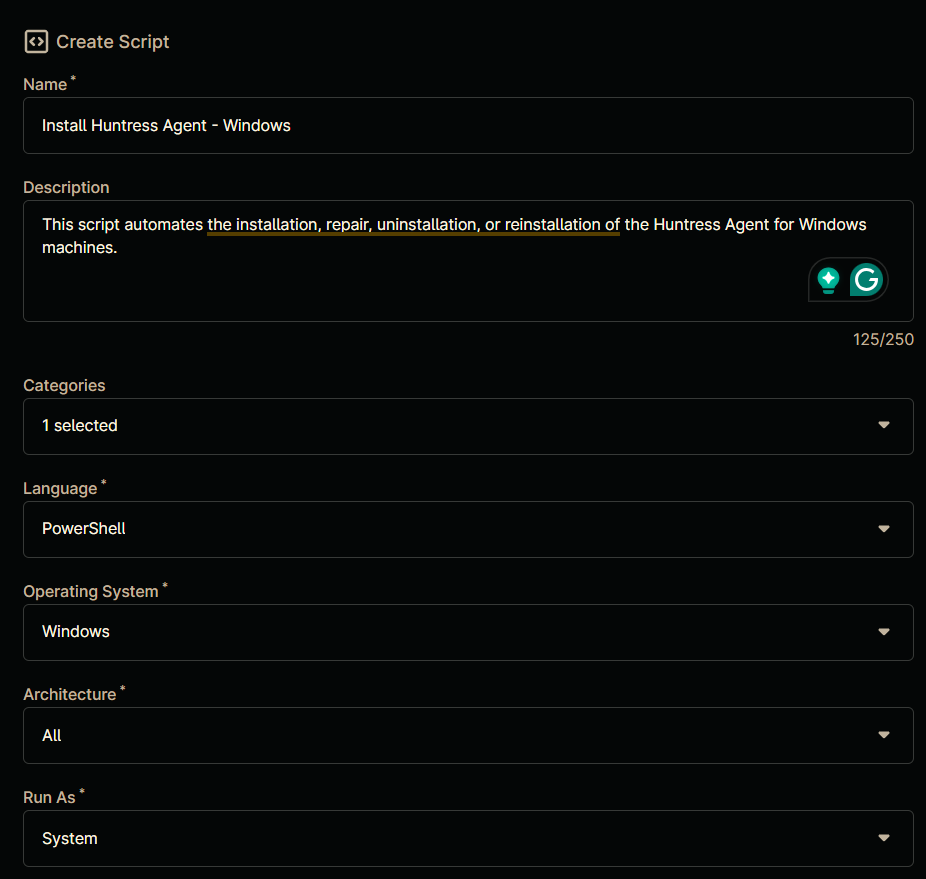 Create Script
Name *
Install Huntress Agent - Windows
Description
This script automates the installation, repair, uninstallation, or reinstallation of the Huntress Agent for Windows
machines.
125/250
Categories
1 selected
Language *
PowerShell
Operating System *
Windows
Architecture *
All
Run As *
System